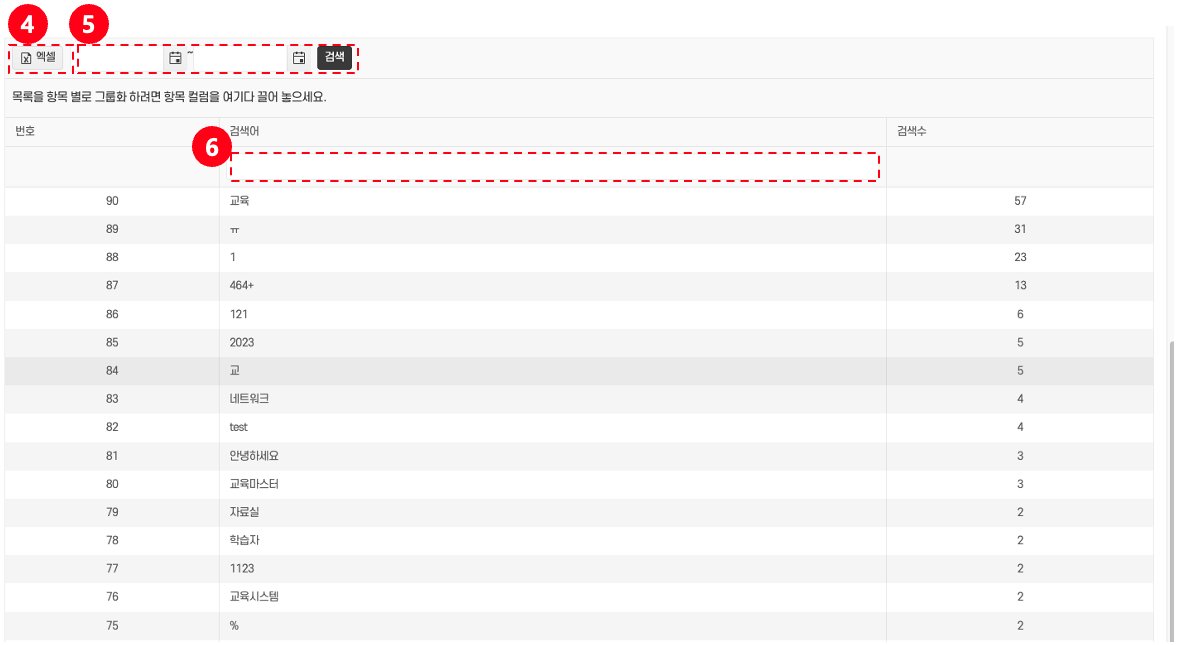 4 5
엑셀 ~ 검색
목록을 항목 별로 그룹화 하려면 항목 컬럼을 여기다 끌어 놓으세요.
번호 검색어 검색수
6
90 교육 57
89 ㅠ 31
88 1 23
87 464+ 13
86 121 6
85 2023 5
84 교 5
83 네트워크 4
82 test 4
81 안녕하세요 3
80 교육마스터 3
79 자료실 2
78 학습자 2
77 1123 2
76 교육시스템 2
75 % 2